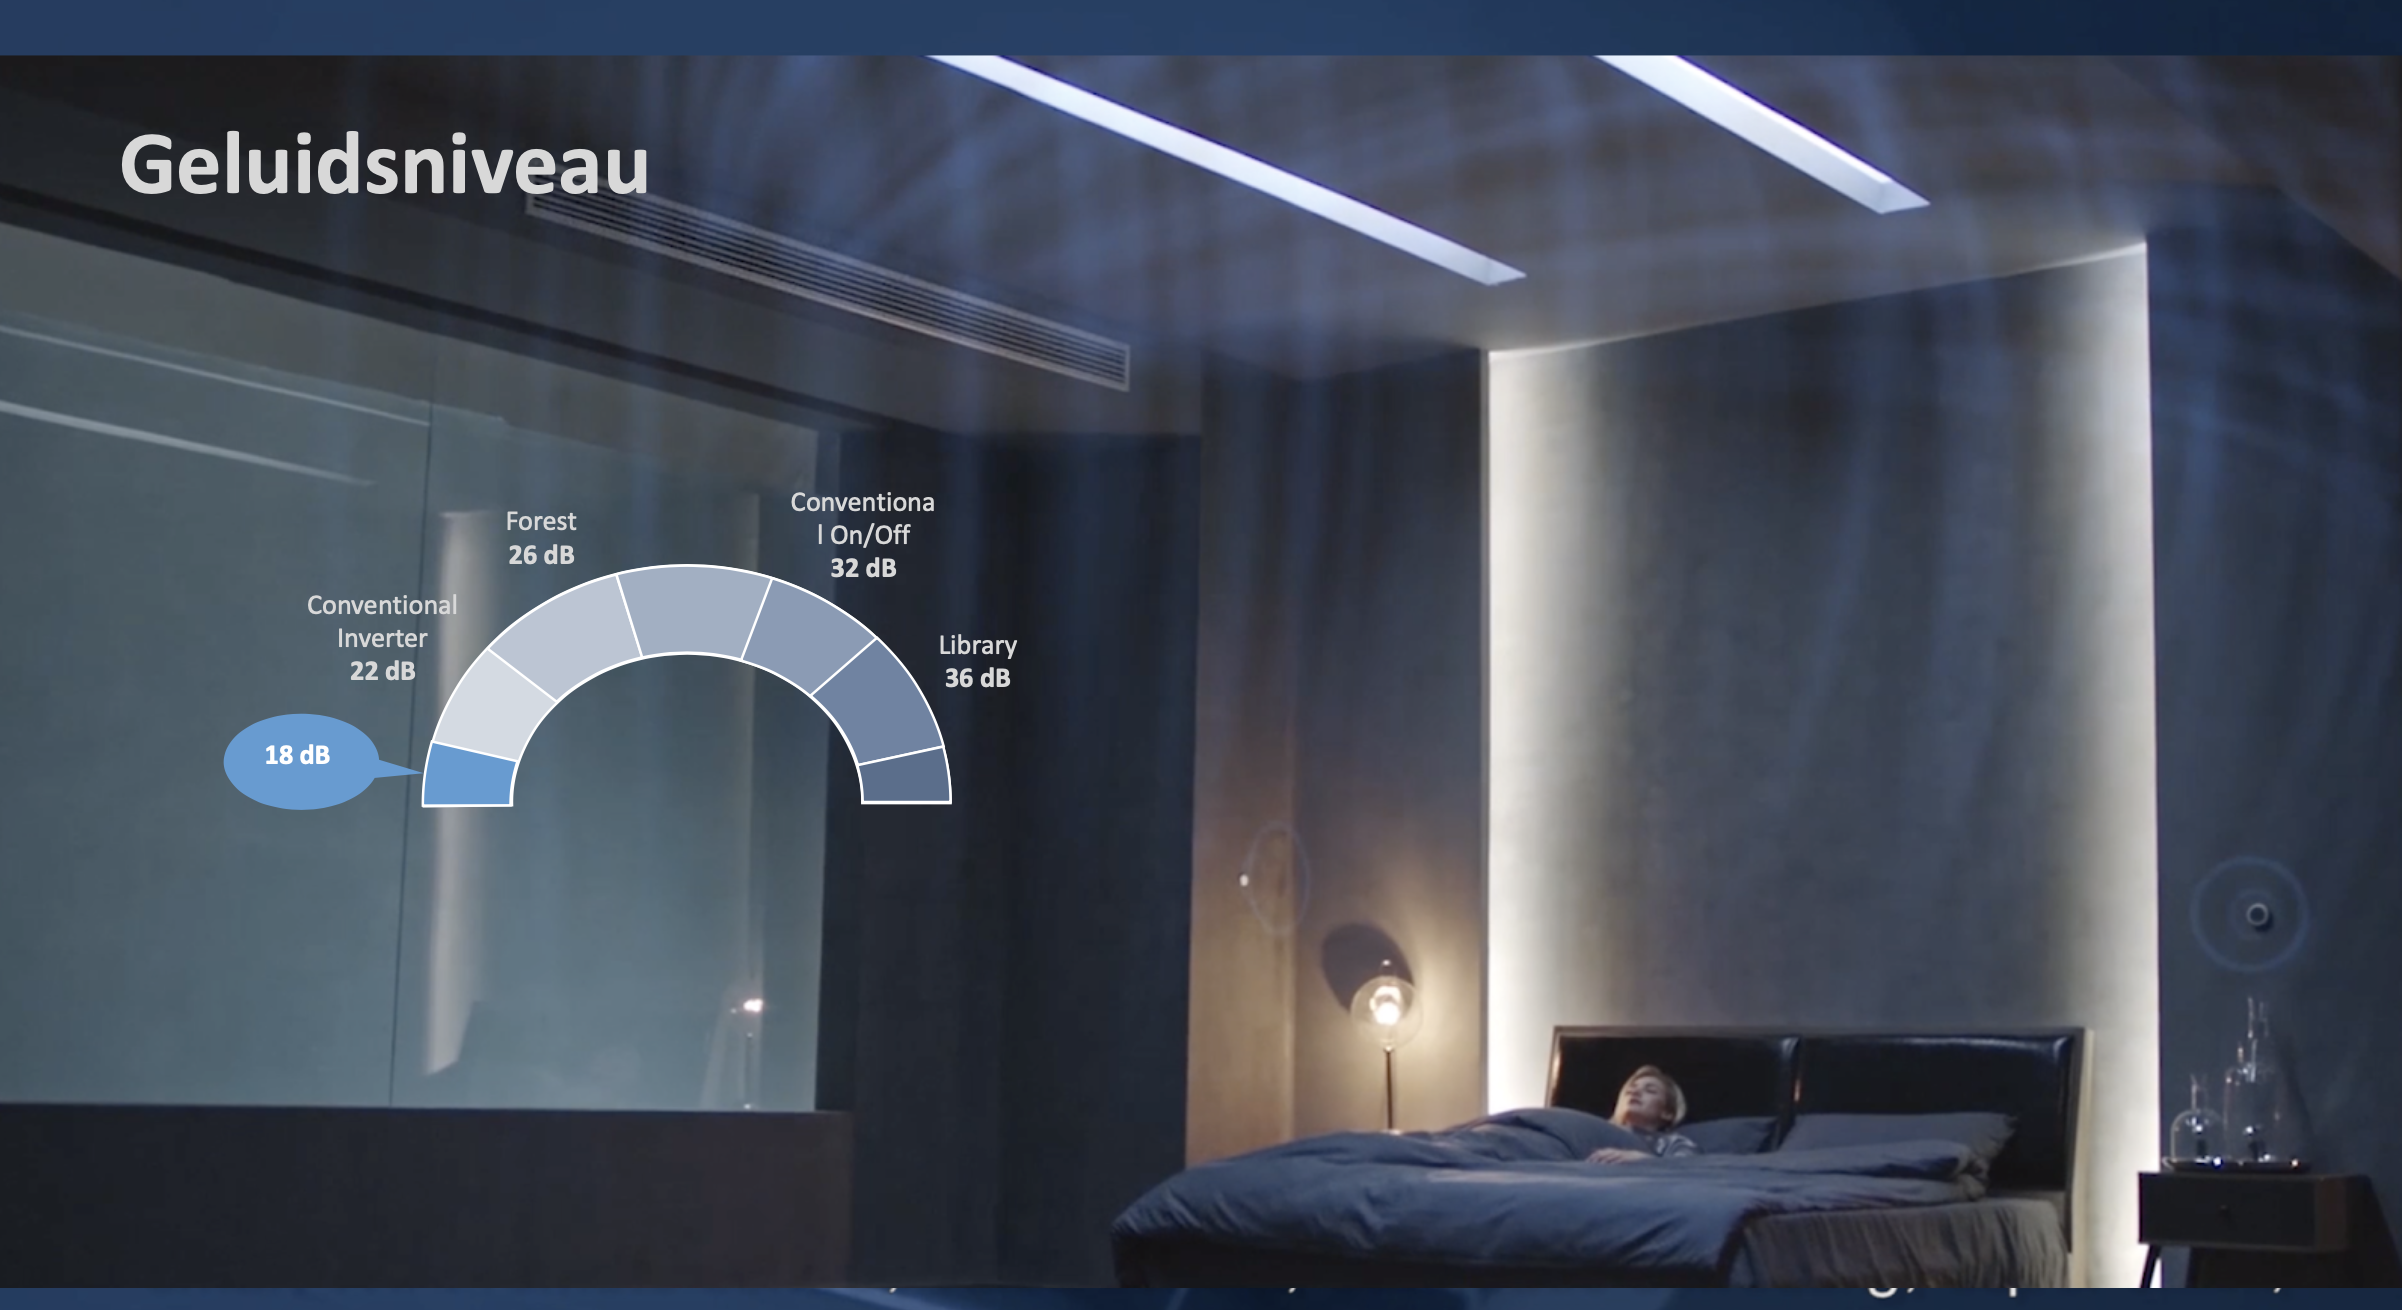 Geluidsniveau
Conventiona
l On/Off
32 dB
Forest
26 dB
Conventional
Inverter
22 dB
Library
36 dB
18 dB